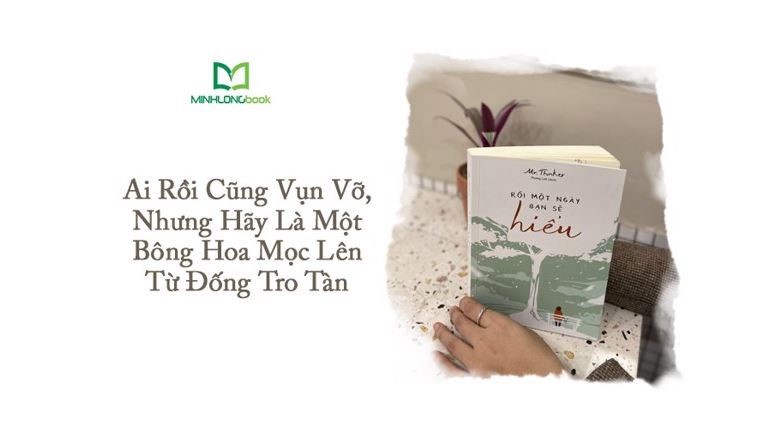 MINHLONGbook
Ai Rồi Cũng Vụn Vỡ,
Nhưng Hãy Là Một
Bông Hoa Mọc Lên
Từ Đống Tro Tàn
Mr. Thinker
RỒI MỘT NGÀY
BẠN SẼ
hiểu